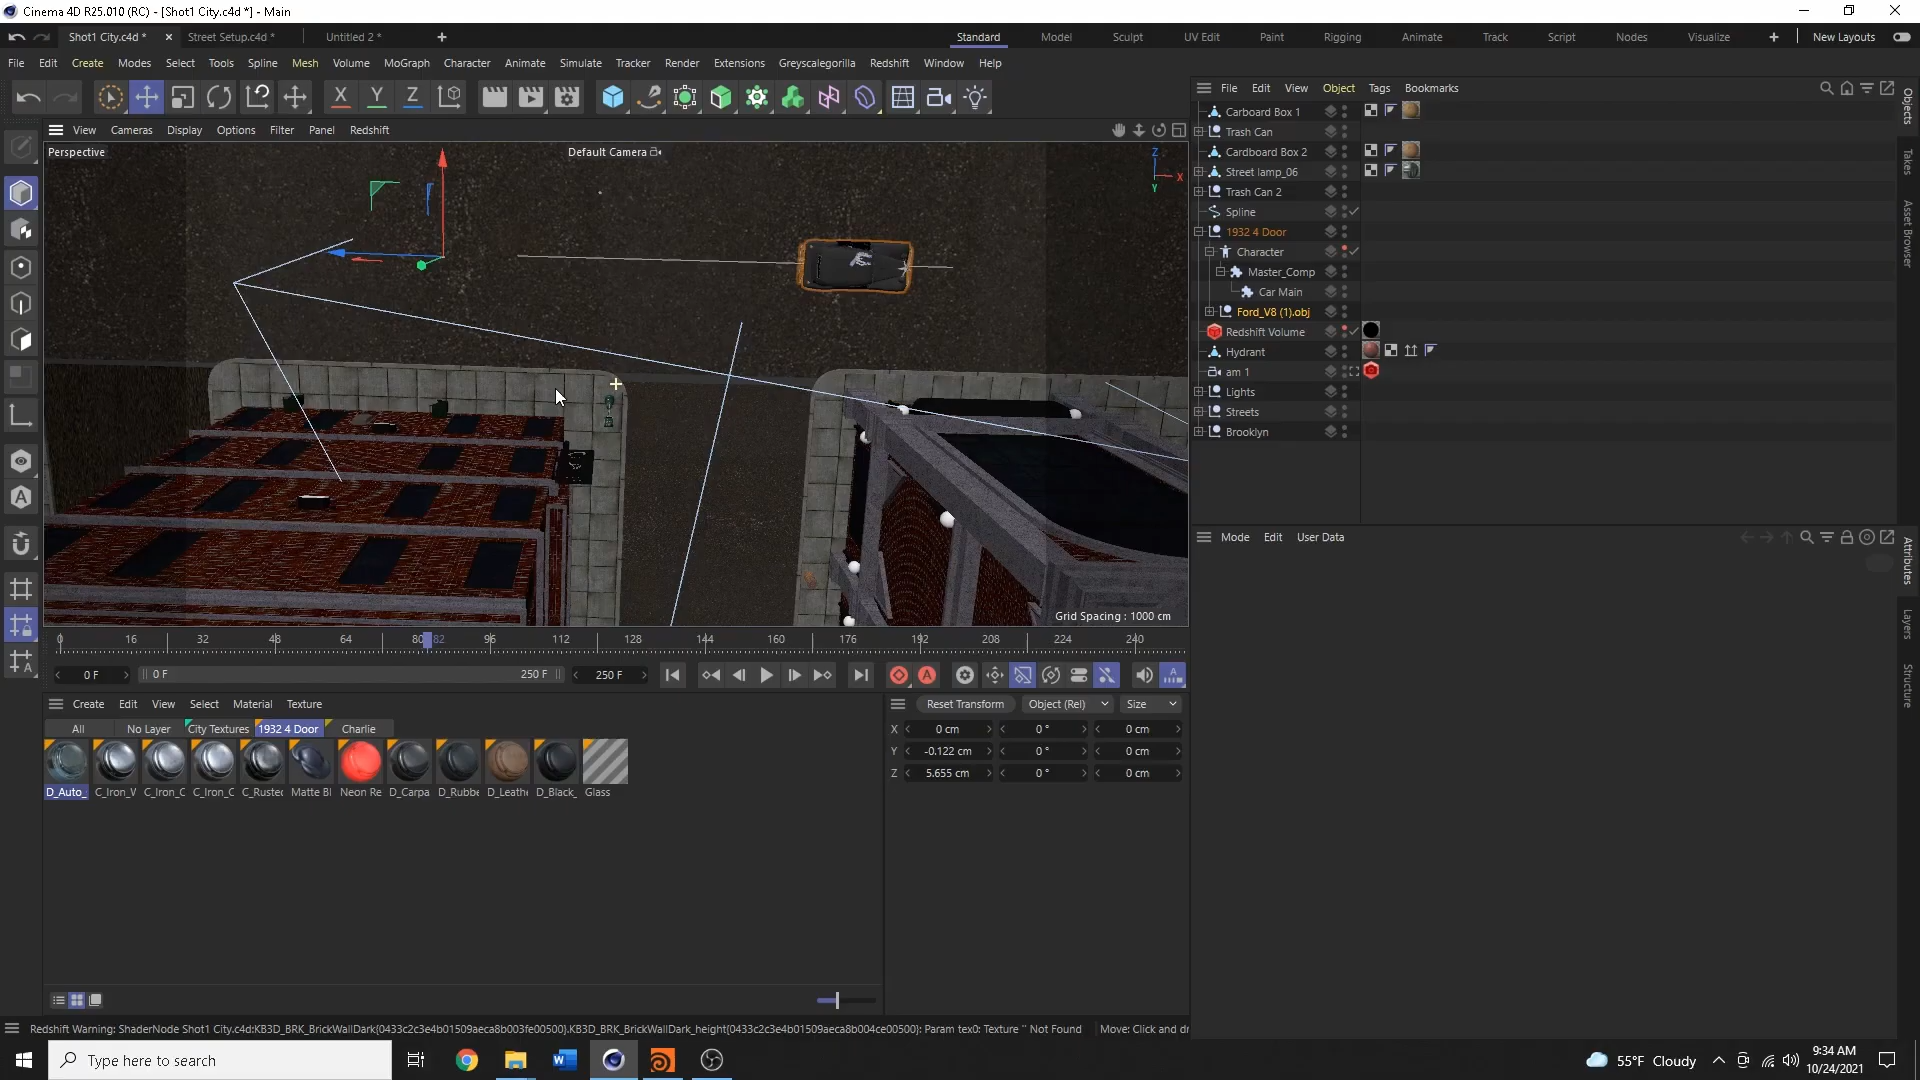 Cinema 4D R25.010 (RC) - [Shot1 City.c4d *] - Main
Shot1 City.c4d * Street Setup.c4d * Untitled 2 *
Standard Model Sculpt UV Edit Paint Rigging Animate Track Script Nodes Visualize New Layouts
File Edit Create Modes Select Tools Spline Mesh Volume MoGraph Character Animate Simulate Tracker Render Extensions Greyscalegorilla Redshift Window Help
X Y Z
File Edit View Object Tags Bookmarks
View Cameras Display Options Filter Panel Redshift
Perspective
Default Camera
Z
X
Y
Carboard Box 1
Trash Can
Cardboard Box 2
Street lamp_06
Trash Can 2
Spline
1932 4 Door
Character
Master_Comp
Car Main
Ford_V8 (1).obj
Redshift Volume
Hydrant
am 1
Lights
Streets
Brooklyn
Objects
Takes
Asset Browser
Mode Edit User Data
Attributes
Layers
Structure
Grid Spacing : 1000 cm
0 16 32 48 64 80 82 96 112 128 144 160 176 192 208 224 240
0 F 0 F 250 F 250 F
Create Edit View Select Material Texture
All No Layer City Textures 1932 4 Door Charlie
D_Auto_ C_Iron_V C_Iron_C C_Iron_C C_Rusted Matte Bl Neon Re D_Carpa D_Rubbe D_Leathe D_Black_ Glass
Reset Transform Object (Rel) Size
X 0 cm 0 ° 0 cm
Y -0.122 cm 0 ° 0 cm
Z 5.655 cm 0 ° 0 cm
Redshift Warning: ShaderNode Shot1 City.c4d:KB3D_BRK_BrickWallDark{0433c2c3e4b01509aeca8b003fe00500}.KB3D_BRK_BrickWallDark_height{0433c2c3e4b01509aeca8b004ce00500}: Param tex0: Texture '' Not Found
Move: Click and dr
Type here to search
55°F Cloudy
9:34 AM
10/24/2021